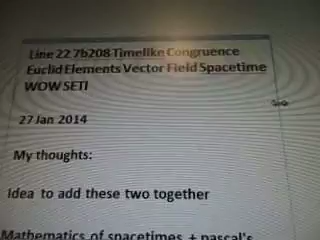 Line 22 7b208 Timelike Congruence
Euclid Elements Vector Field Spacetime
WOW SETI
27 Jan 2014
My thoughts:
Idea to add these two together
Mathematics of spacetimes + pascal's